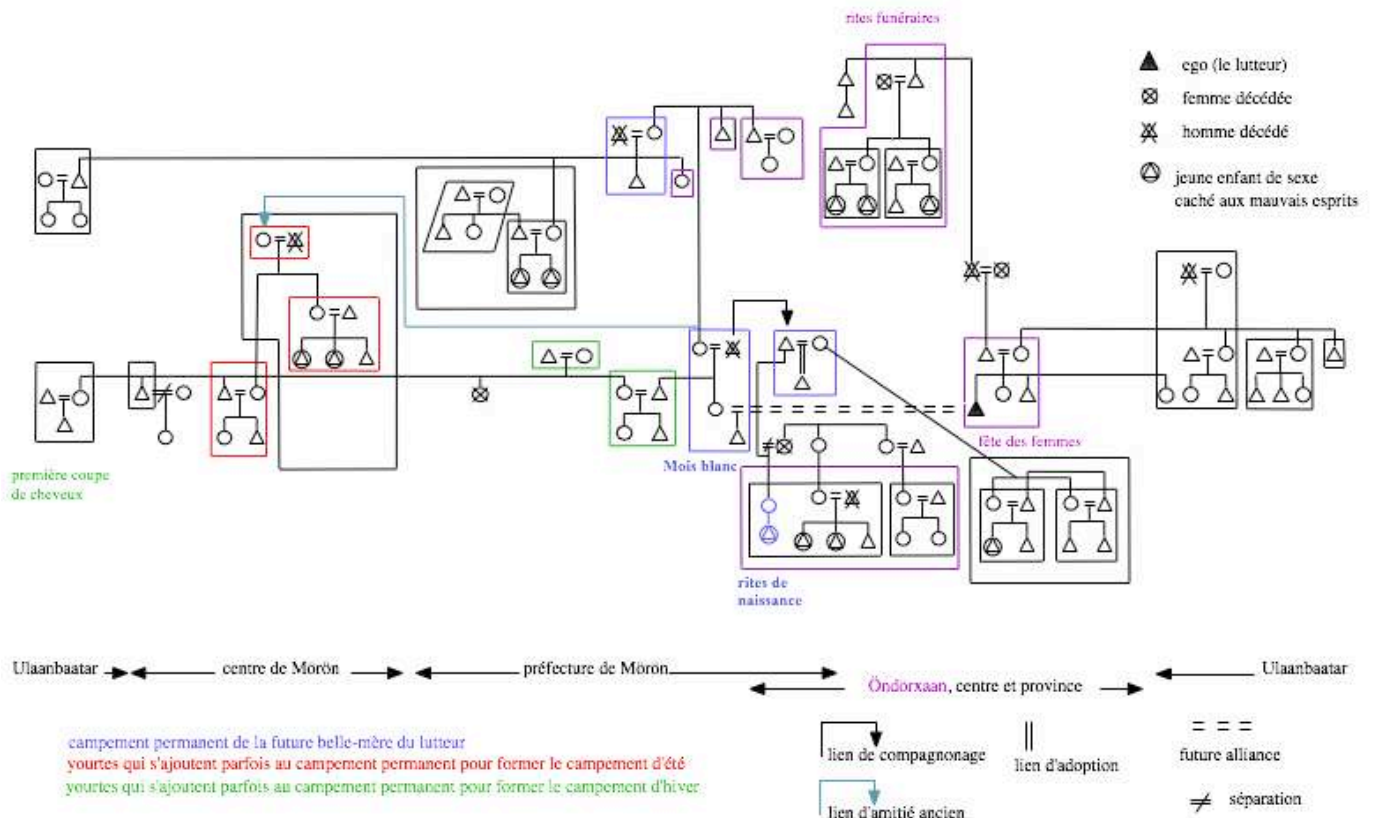 rites funéraires
ego (le lutteur)
femme décédée
homme décédé
jeune enfant de sexe
caché aux mauvais esprits
première coupe
de cheveux
Mois blanc
fête des femmes
rites de
naissance
Ulaanbaatar
centre de Mörön
préfecture de Mörön
Öndorxaan, centre et province
Ulaanbaatar
campement permanent de la future belle-mère du lutteur
yourtes qui s'ajoutent parfois au campement permanent pour former le campement d'été
yourtes qui s'ajoutent parfois au campement permanent pour former le campement d'hiver
lien de compagnonage
lien d'adoption
future alliance
lien d'amitié ancien
séparation